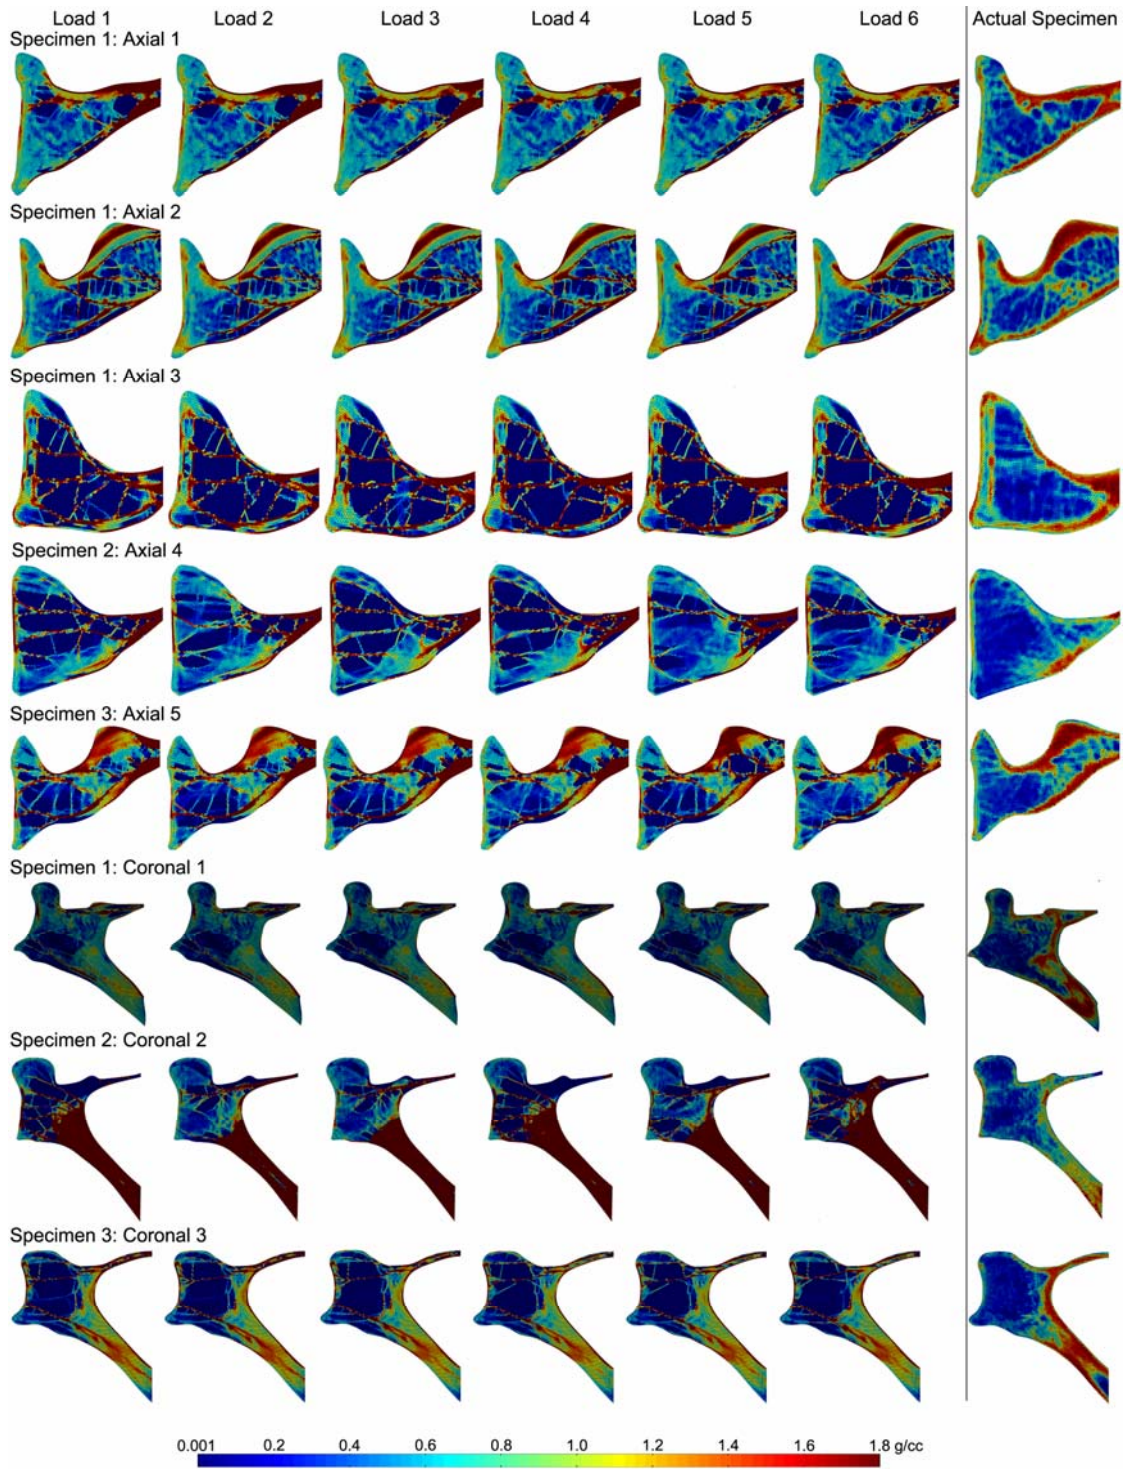 Load 1 Load 2 Load 3 Load 4 Load 5 Load 6 Actual Specimen
Specimen 1: Axial 1
Specimen 1: Axial 2
Specimen 1: Axial 3
Specimen 2: Axial 4
Specimen 3: Axial 5
Specimen 1: Coronal 1
Specimen 2: Coronal 2
Specimen 3: Coronal 3
0.001 0.2 0.4 0.6 0.8 1.0 1.2 1.4 1.6 1.8 g/cc